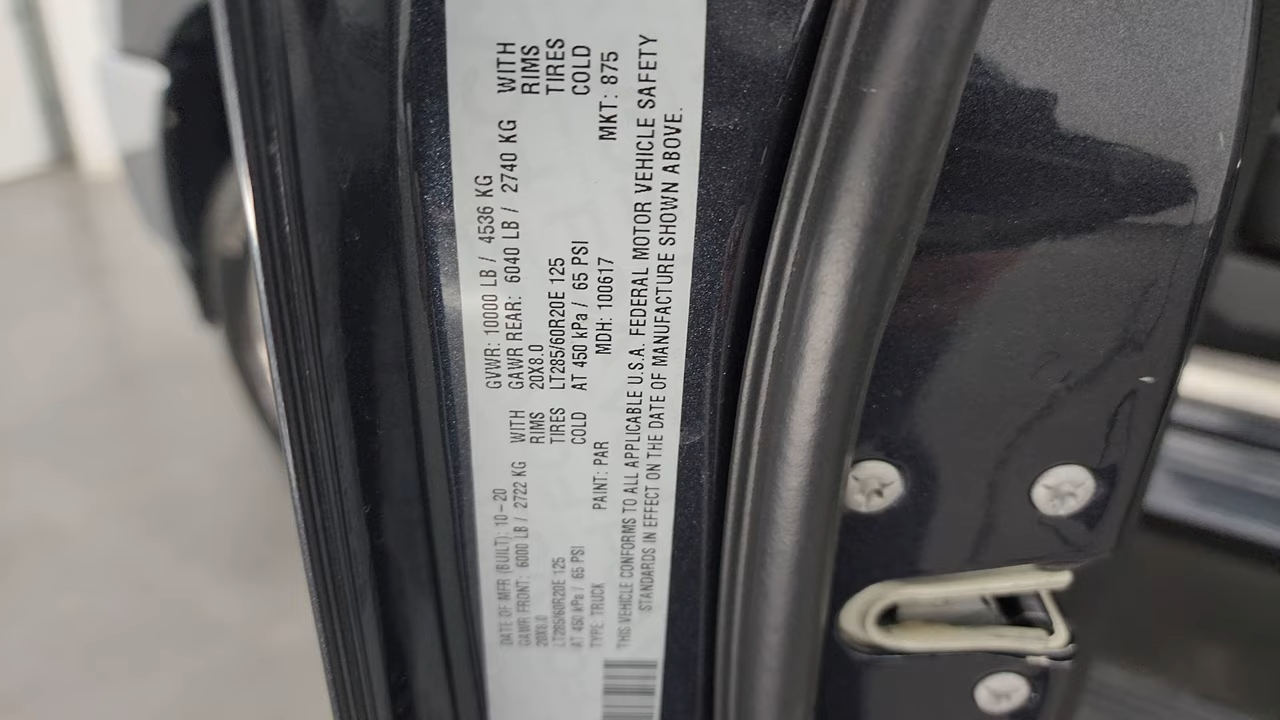 DATE OF MFR (BUILT): 10-20 GVWR: 10000 LB / 4536 KG
GAWR FRONT: 6000 LB / 2722 KG WITH GAWR REAR: 6040 LB / 2740 KG WITH
20X8.0 RIMS 20X8.0 RIMS
LT285/60R20E 125 TIRES LT285/60R20E 125 TIRES
AT 450 kPa / 65 PSI COLD AT 450 kPa / 65 PSI COLD
TYPE: TRUCK PAINT: PAR MDH: 100617 MKT: 875
THIS VEHICLE CONFORMS TO ALL APPLICABLE U.S.A. FEDERAL MOTOR VEHICLE SAFETY
STANDARDS IN EFFECT ON THE DATE OF MANUFACTURE SHOWN ABOVE.